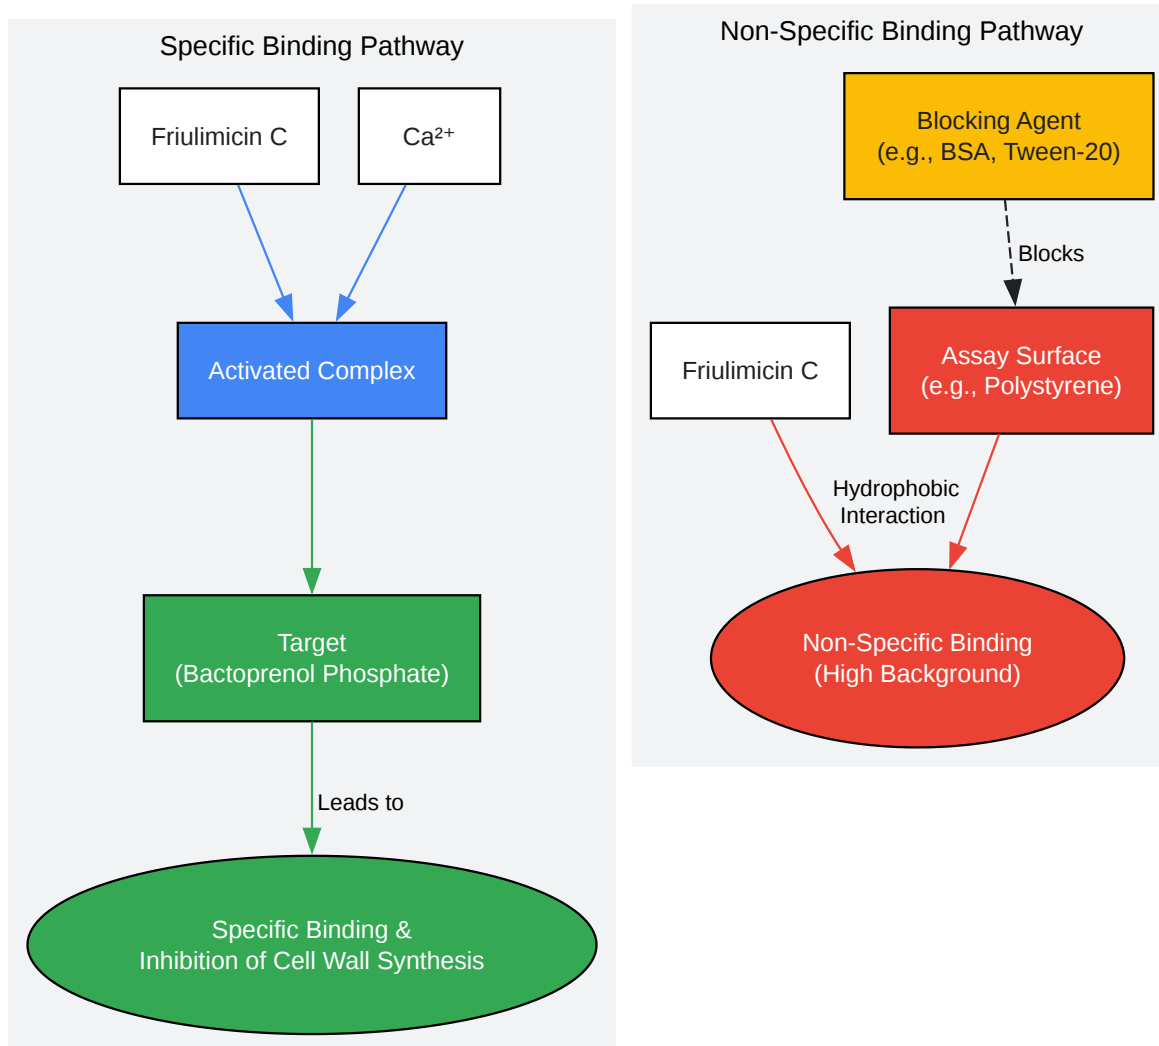 Specific Binding Pathway
Friulimicin C
Ca²⁺
Activated Complex
Target
(Bactoprenol Phosphate)
Leads to
Specific Binding &
Inhibition of Cell Wall Synthesis
Non-Specific Binding Pathway
Blocking Agent
(e.g., BSA, Tween-20)
Blocks
Friulimicin C
Assay Surface
(e.g., Polystyrene)
Hydrophobic
Interaction
Non-Specific Binding
(High Background)